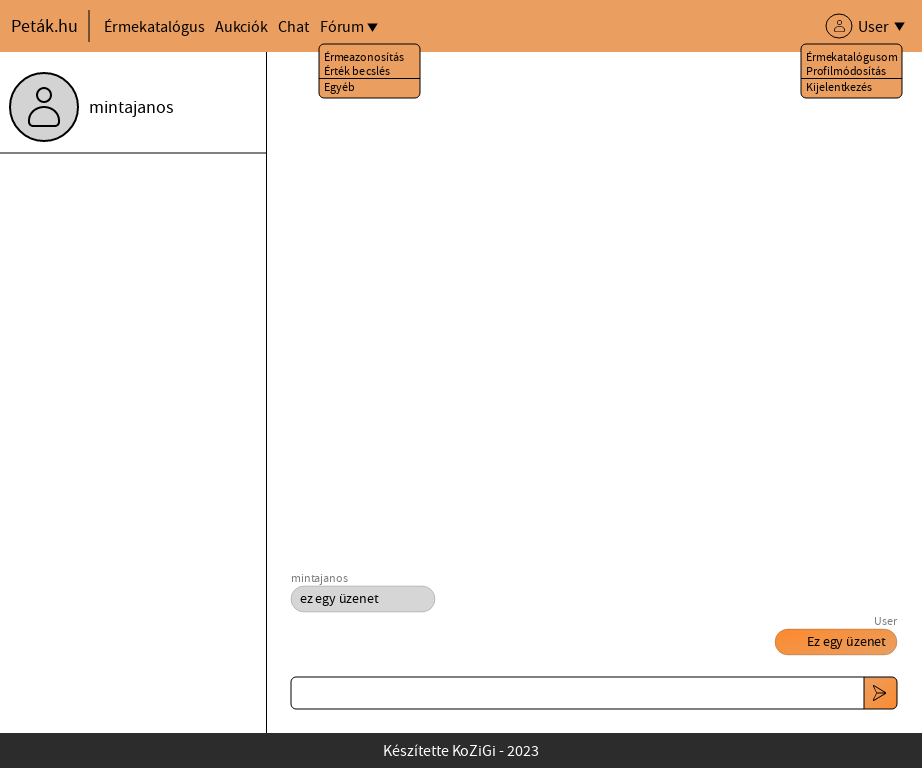 Peták.hu Érmekatalógus Aukciók Chat Fórum User
Érmeazonosítás
Érték becslés
Egyéb
Érmekatalógusom
Profilmódosítás
Kijelentkezés
mintajanos
mintajanos
ez egy üzenet
User
Ez egy üzenet
Készítette KoZiGi - 2023